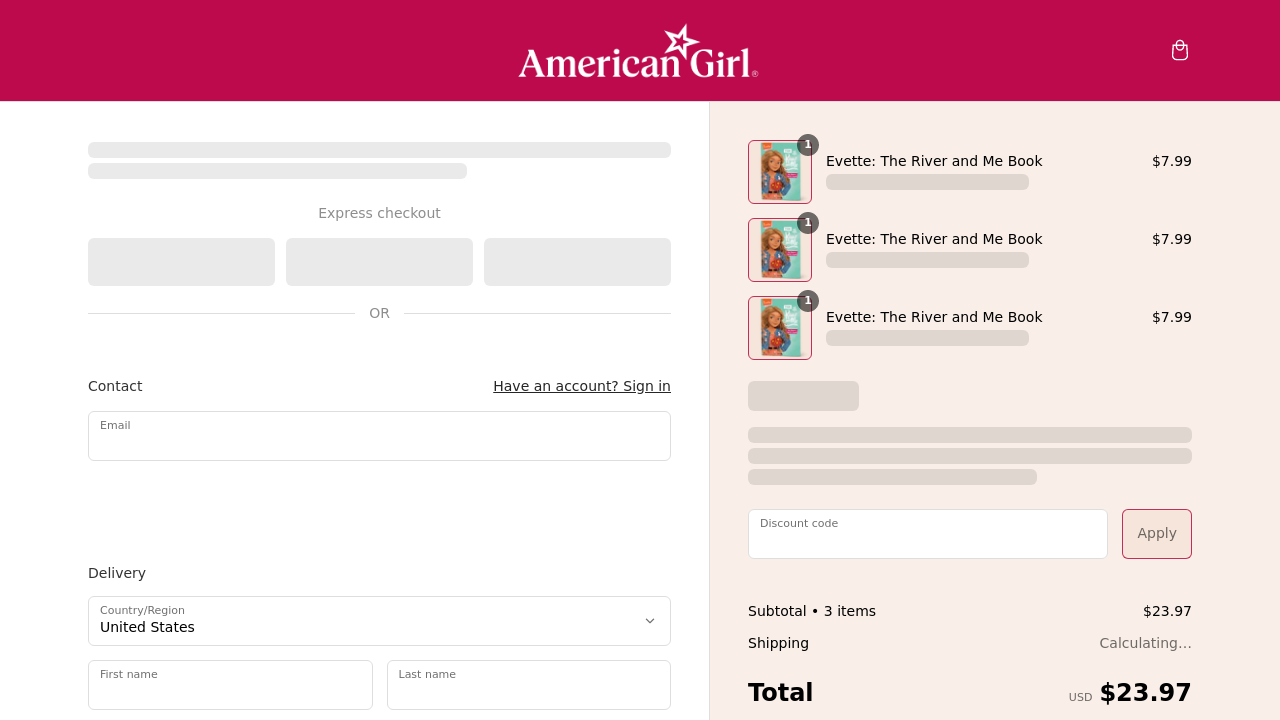 American Girl®
Express checkout
OR
Contact
Have an account? Sign in
Email
Delivery
Country/Region
United States
First name
Last name
1
Evette: The River and Me Book
$7.99
1
Evette: The River and Me Book
$7.99
1
Evette: The River and Me Book
$7.99
Discount code
Apply
Subtotal • 3 items
$23.97
Shipping
Calculating...
Total
USD $23.97